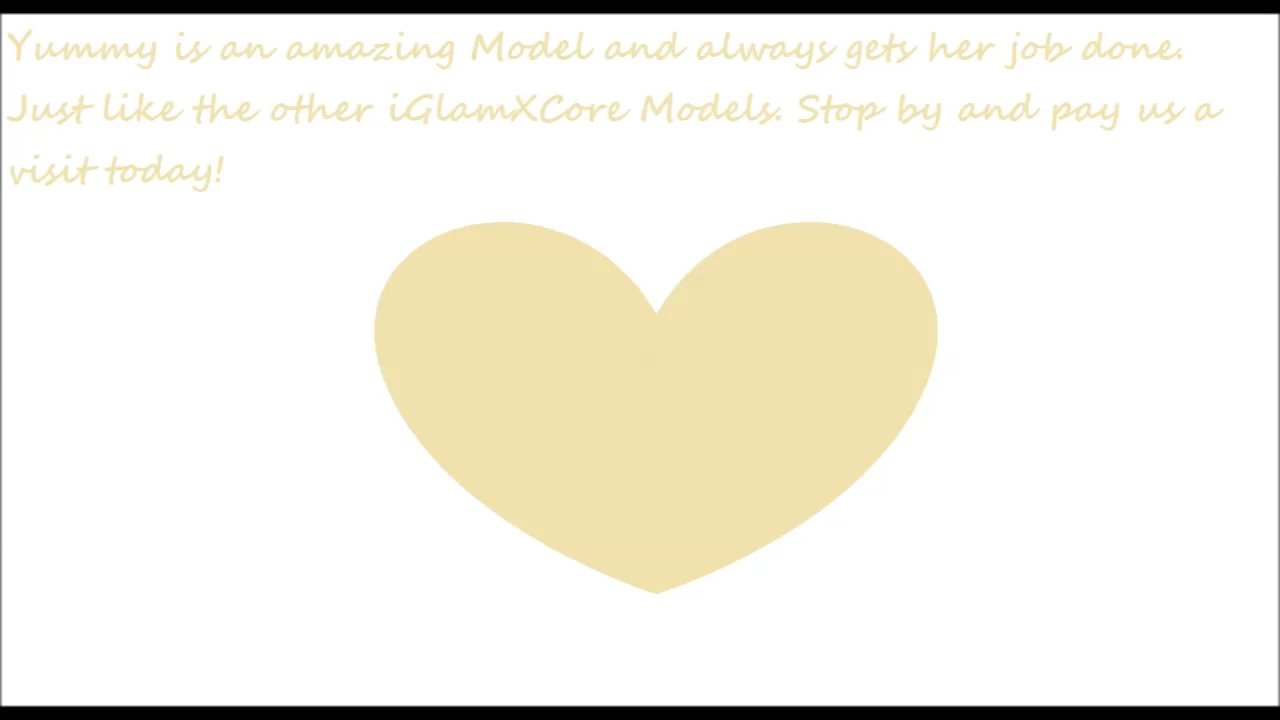 Yummy is an amazing Model and always gets her job done.
Just like the other iGlamXCore Models. Stop by and pay us a
visit today!